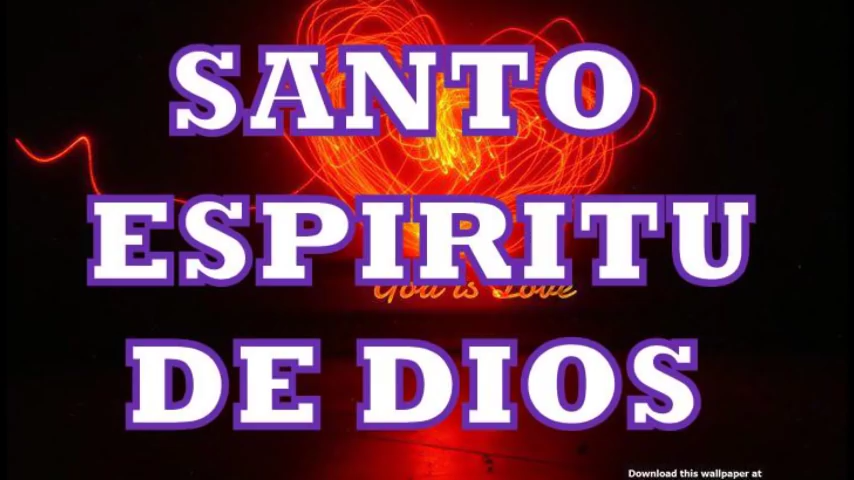 SANTO
ESPIRITU
God is Love
DE DIOS
Download this wallpaper at